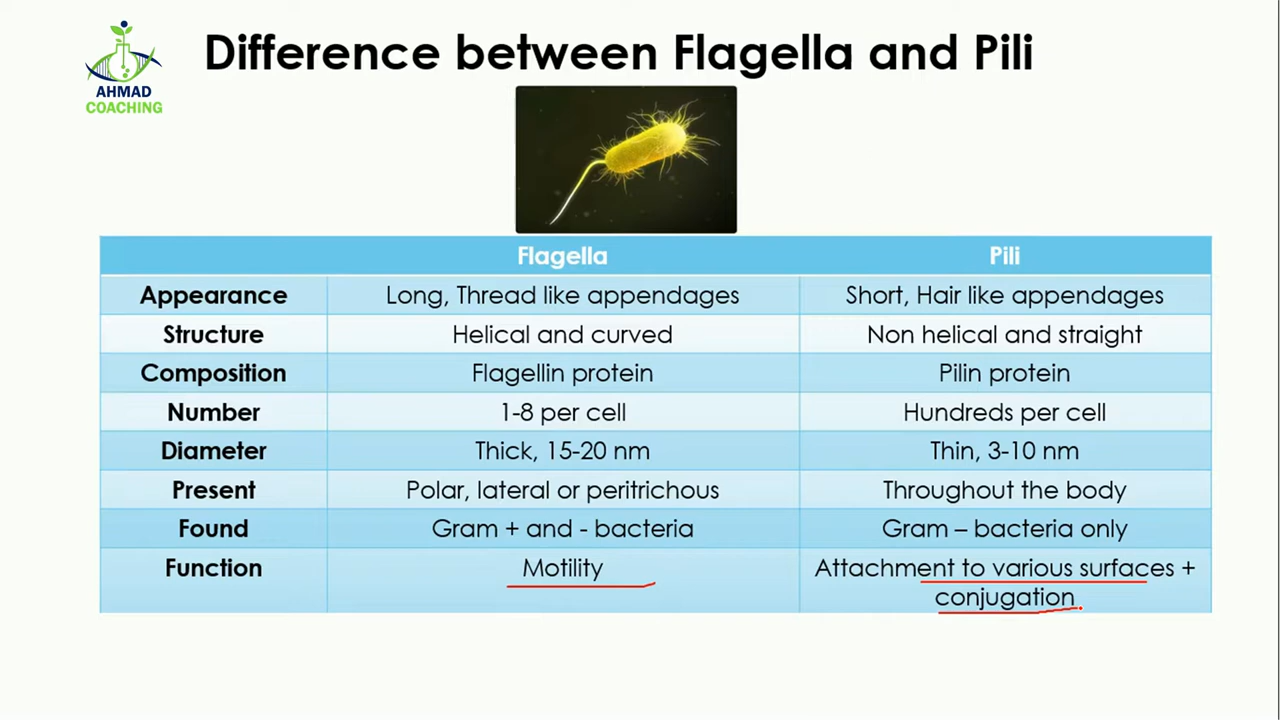 AHMAD
COACHING
Difference between Flagella and Pili
Flagella Pili
Appearance Long, Thread like appendages Short, Hair like appendages
Structure Helical and curved Non helical and straight
Composition Flagellin protein Pilin protein
Number 1-8 per cell Hundreds per cell
Diameter Thick, 15-20 nm Thin, 3-10 nm
Present Polar, lateral or peritrichous Throughout the body
Found Gram + and - bacteria Gram – bacteria only
Function Motility Attachment to various surfaces +
conjugation